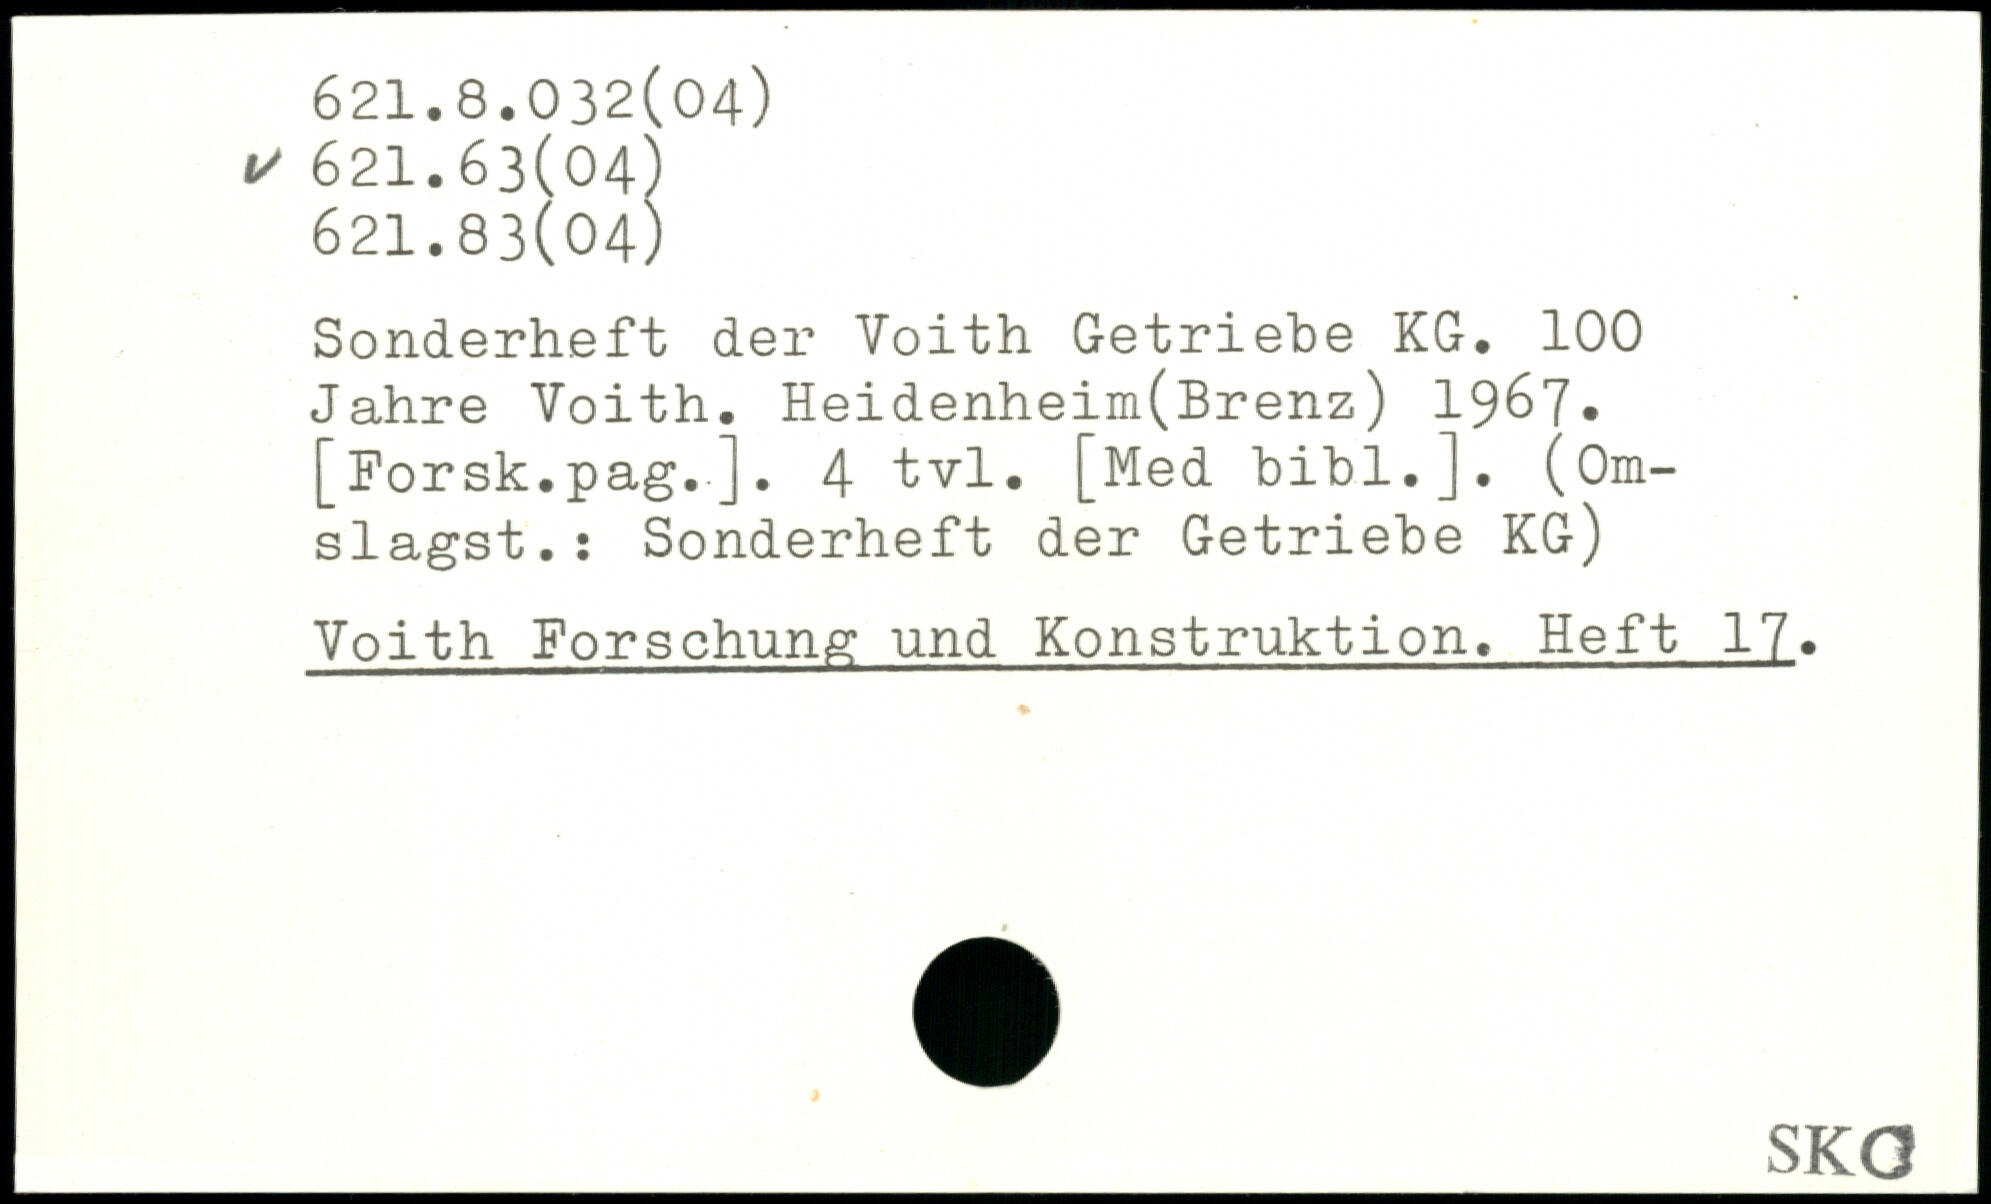 621.8.032(04)
✓ 621.63(04)
621.83(04)
Sonderheft der Voith Getriebe KG. 100
Jahre Voith. Heidenheim(Brenz) 1967.
[Forsk.pag.]. 4 tvl. [Med bibl.]. (Om-
slagst.: Sonderheft der Getriebe KG)
Voith Forschung und Konstruktion. Heft 17.